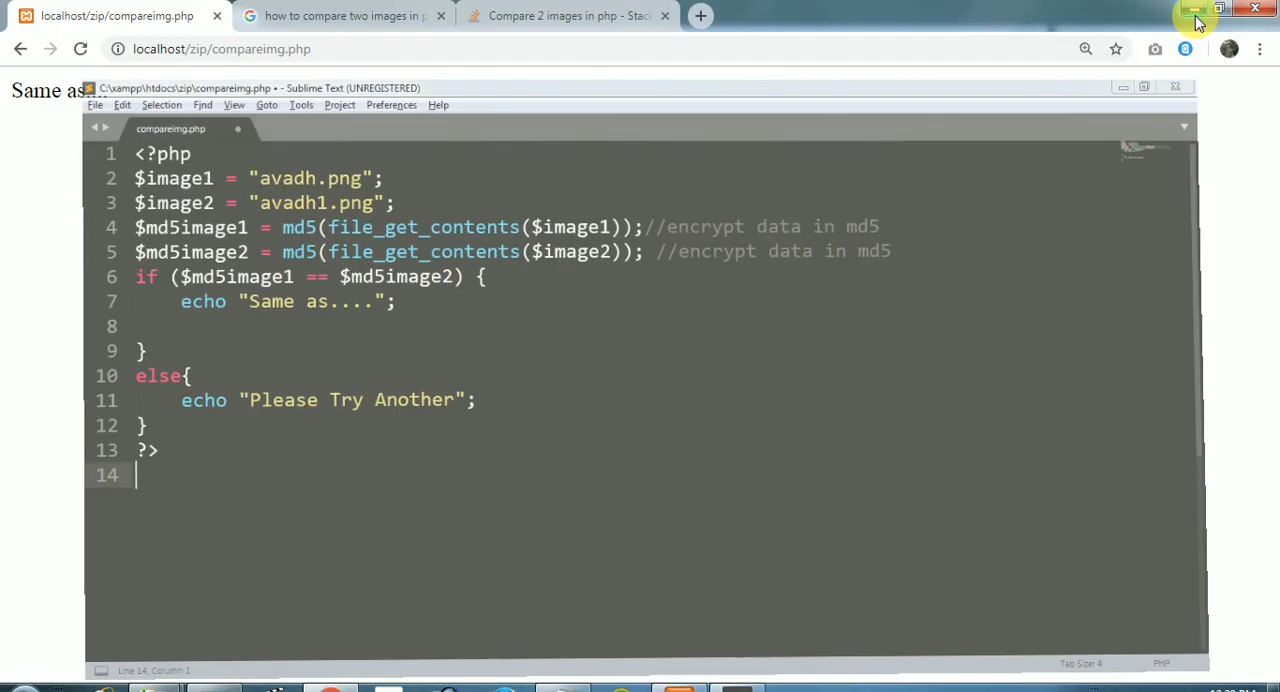 localhost/zip/compareimg.php
how to compare two images in p
Compare 2 images in php - Stac
localhost/zip/compareimg.php
Same as....
C:\xampp\htdocs\zip\compareimg.php • - Sublime Text (UNREGISTERED)
File Edit Selection Find View Goto Tools Project Preferences Help
compareimg.php
1 <?php
2 $image1 = "avadh.png";
3 $image2 = "avadh1.png";
4 $md5image1 = md5(file_get_contents($image1));//encrypt data in md5
5 $md5image2 = md5(file_get_contents($image2)); //encrypt data in md5
6 if ($md5image1 == $md5image2) {
7 echo "Same as....";
8
9 }
10 else{
11 echo "Please Try Another";
12 }
13 ?>
14
Line 14, Column 1
Tab Size: 4
PHP